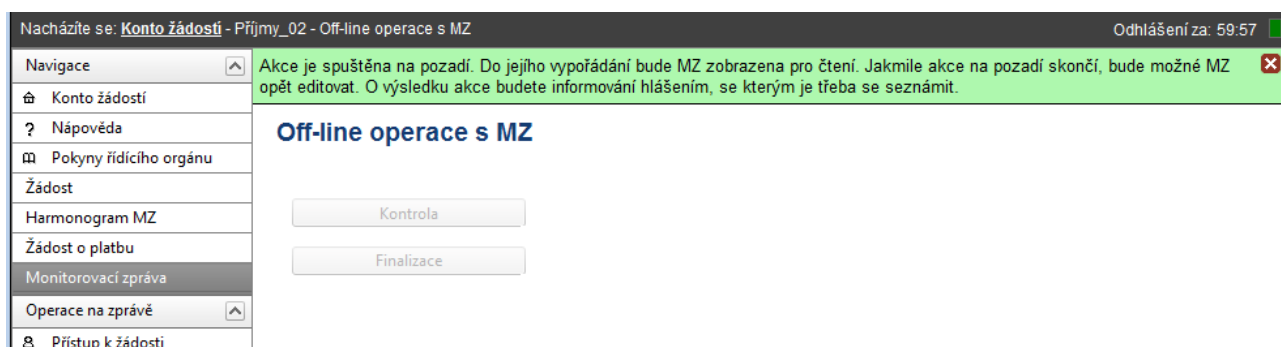 Nacházíte se: Konto žádostí - Příjmy_02 - Off-line operace s MZ
Odhlášení za: 59:57
Navigace
Konto žádostí
? Nápověda
Pokyny řídícího orgánu
Žádost
Harmonogram MZ
Žádost o platbu
Monitorovací zpráva
Operace na zprávě
Přístup k žádosti
Akce je spuštěna na pozadí. Do jejího vypořádání bude MZ zobrazena pro čtení. Jakmile akce na pozadí skončí, bude možné MZ
opět editovat. O výsledku akce budete informování hlášením, se kterým je třeba se seznámit.
Off-line operace s MZ
Kontrola
Finalizace